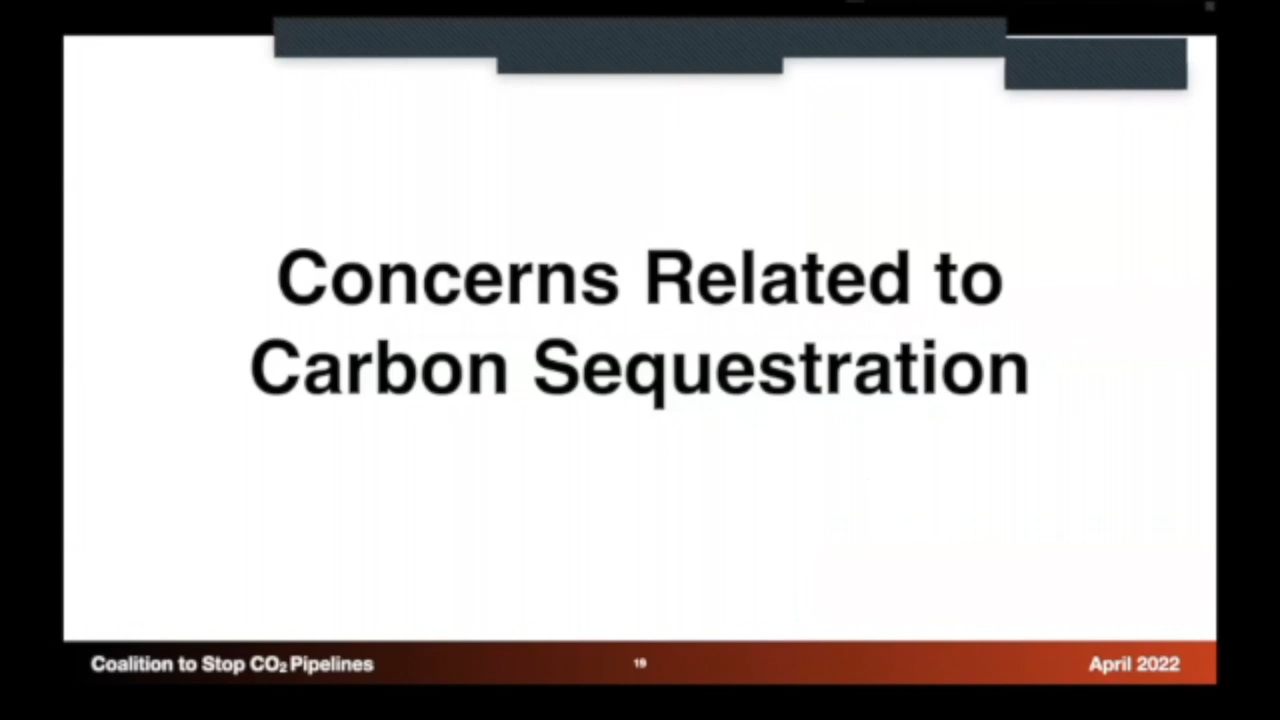 Concerns Related to
Carbon Sequestration
Coalition to Stop CO₂ Pipelines
19
April 2022